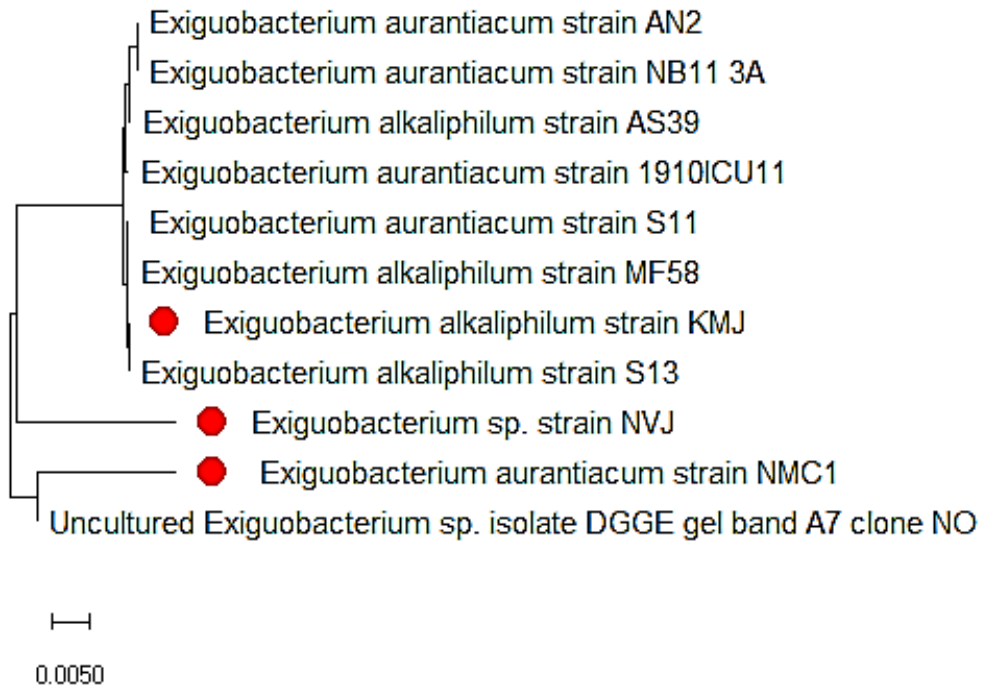 Exiguobacterium aurantiacum strain AN2
Exiguobacterium aurantiacum strain NB11 3A
Exiguobacterium alkaliphilum strain AS39
Exiguobacterium aurantiacum strain 1910ICU11
Exiguobacterium aurantiacum strain S11
Exiguobacterium alkaliphilum strain MF58
Exiguobacterium alkaliphilum strain KMJ
Exiguobacterium alkaliphilum strain S13
Exiguobacterium sp. strain NVJ
Exiguobacterium aurantiacum strain NMC1
Uncultured Exiguobacterium sp. isolate DGGE gel band A7 clone NO
0.0050